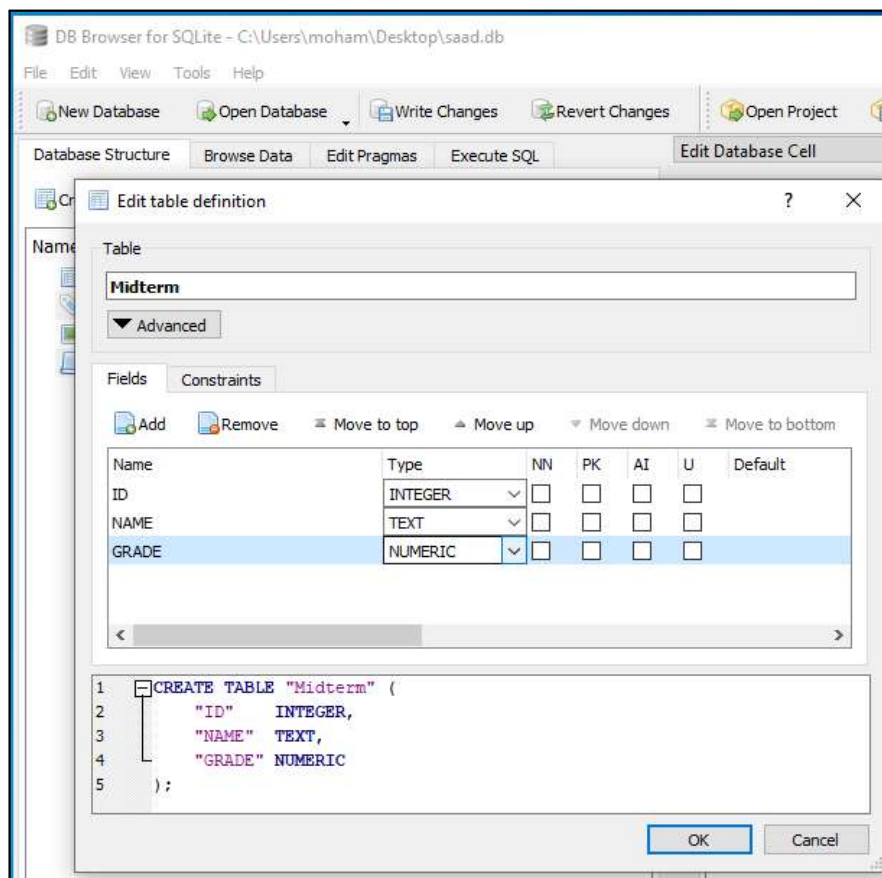 DB Browser for SQLite - C:\Users\moham\Desktop\saad.db
File Edit View Tools Help
New Database Open Database Write Changes Revert Changes Open Project
Database Structure Browse Data Edit Pragmas Execute SQL Edit Database Cell
Cr Edit table definition ? X
Name Table
Midterm
Advanced
Fields Constraints
Add Remove Move to top Move up Move down Move to bottom
Name Type NN PK AI U Default
ID INTEGER
NAME TEXT
GRADE NUMERIC
1 CREATE TABLE "Midterm" (
2 "ID" INTEGER,
3 "NAME" TEXT,
4 "GRADE" NUMERIC
5 );
OK Cancel